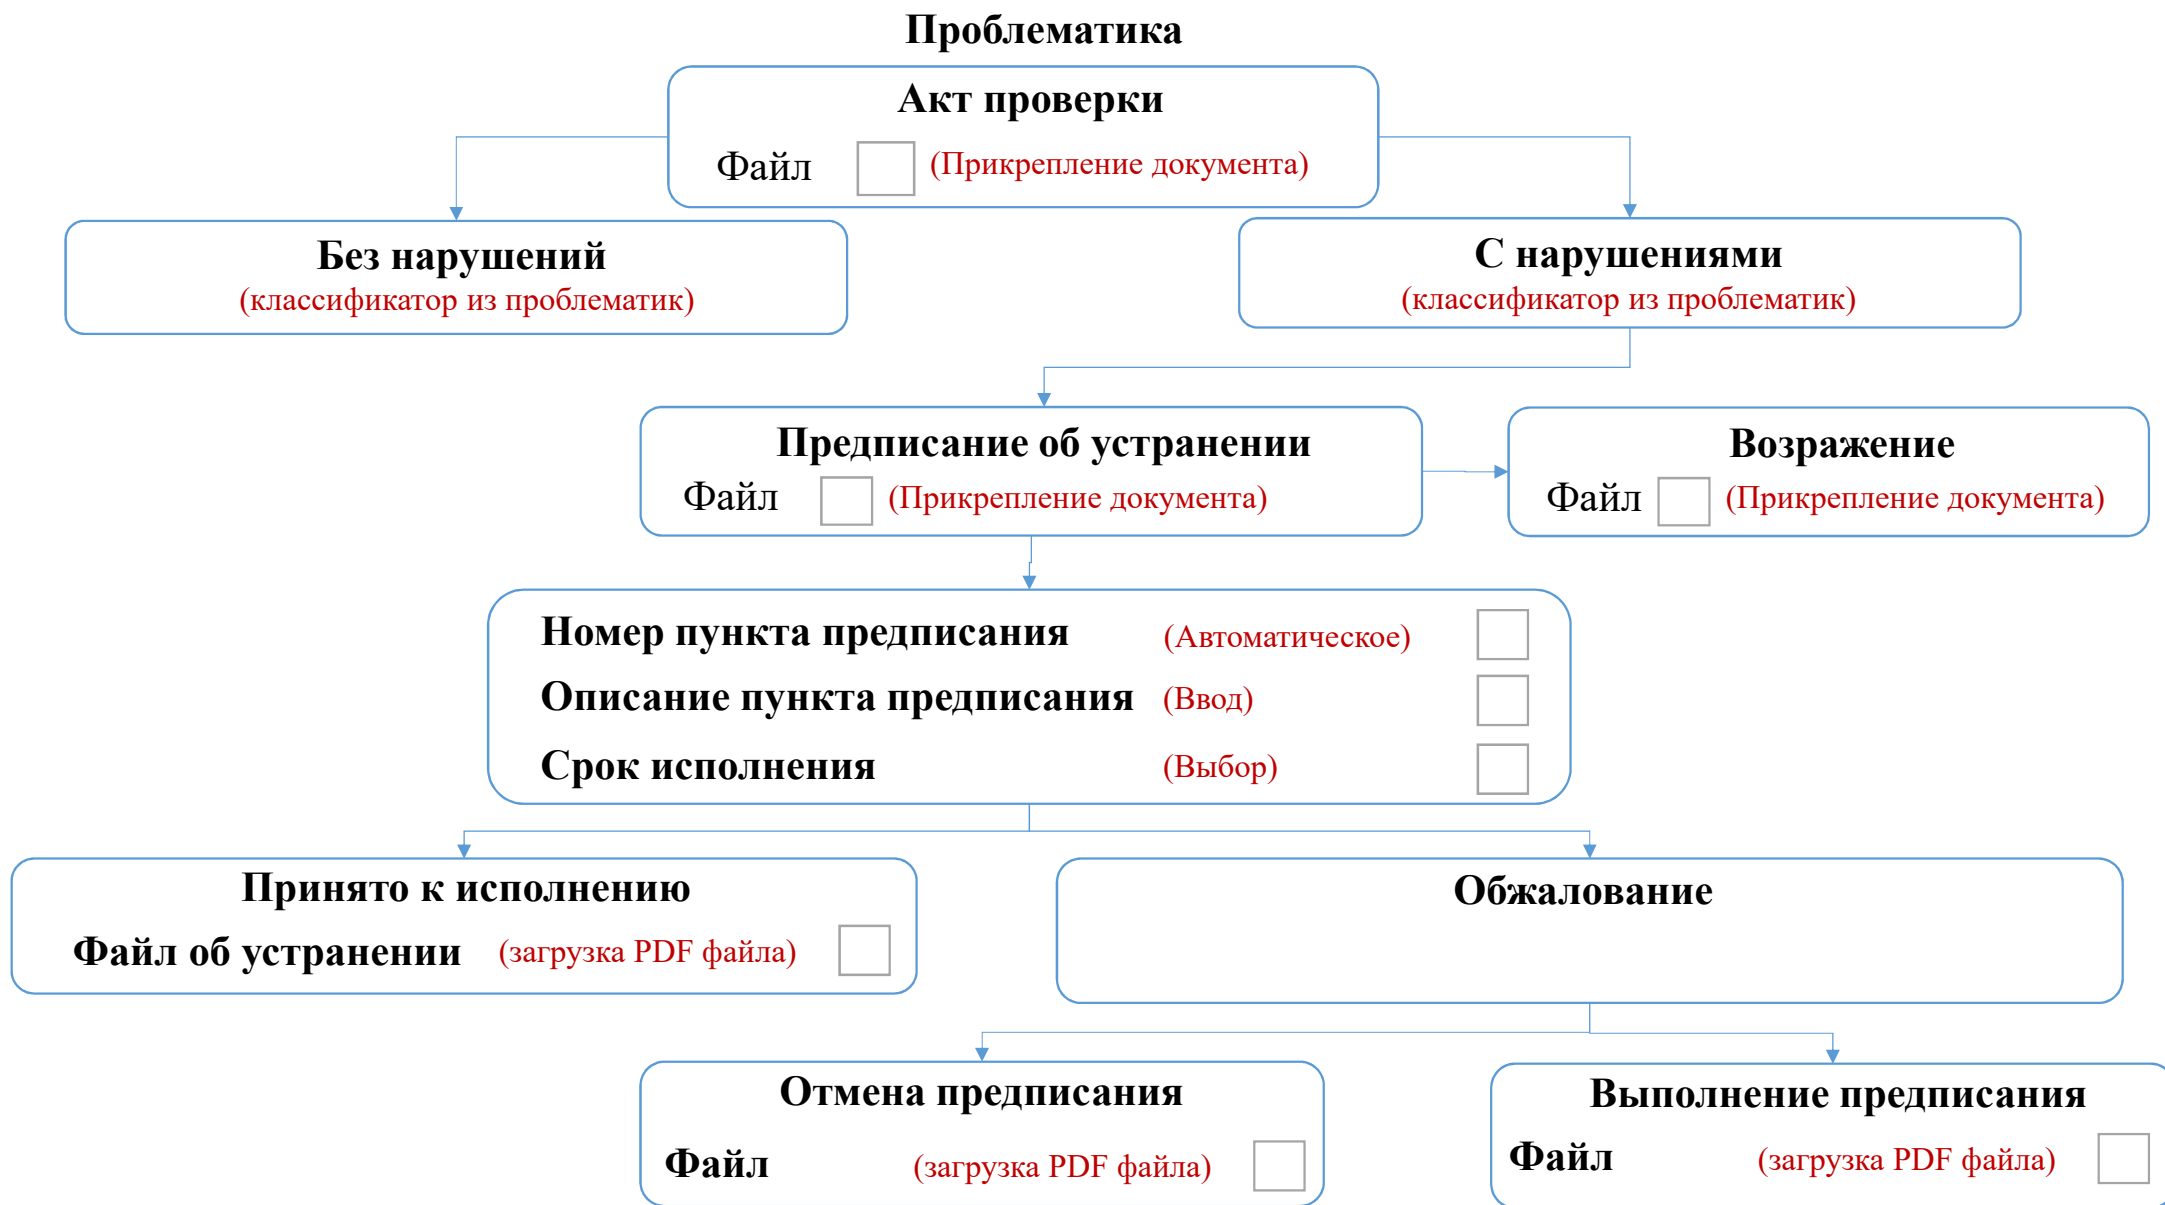 Проблематика
Акт проверки
Файл (Прикрепление документа)
Без нарушений
(классификатор из проблематик)
С нарушениями
(классификатор из проблематик)
Предписание об устранении
Файл (Прикрепление документа)
Возражение
Файл (Прикрепление документа)
Номер пункта предписания (Автоматическое)
Описание пункта предписания (Ввод)
Срок исполнения (Выбор)
Принято к исполнению
Файл об устранении (загрузка PDF файла)
Обжалование
Отмена предписания
Файл (загрузка PDF файла)
Выполнение предписания
Файл (загрузка PDF файла)